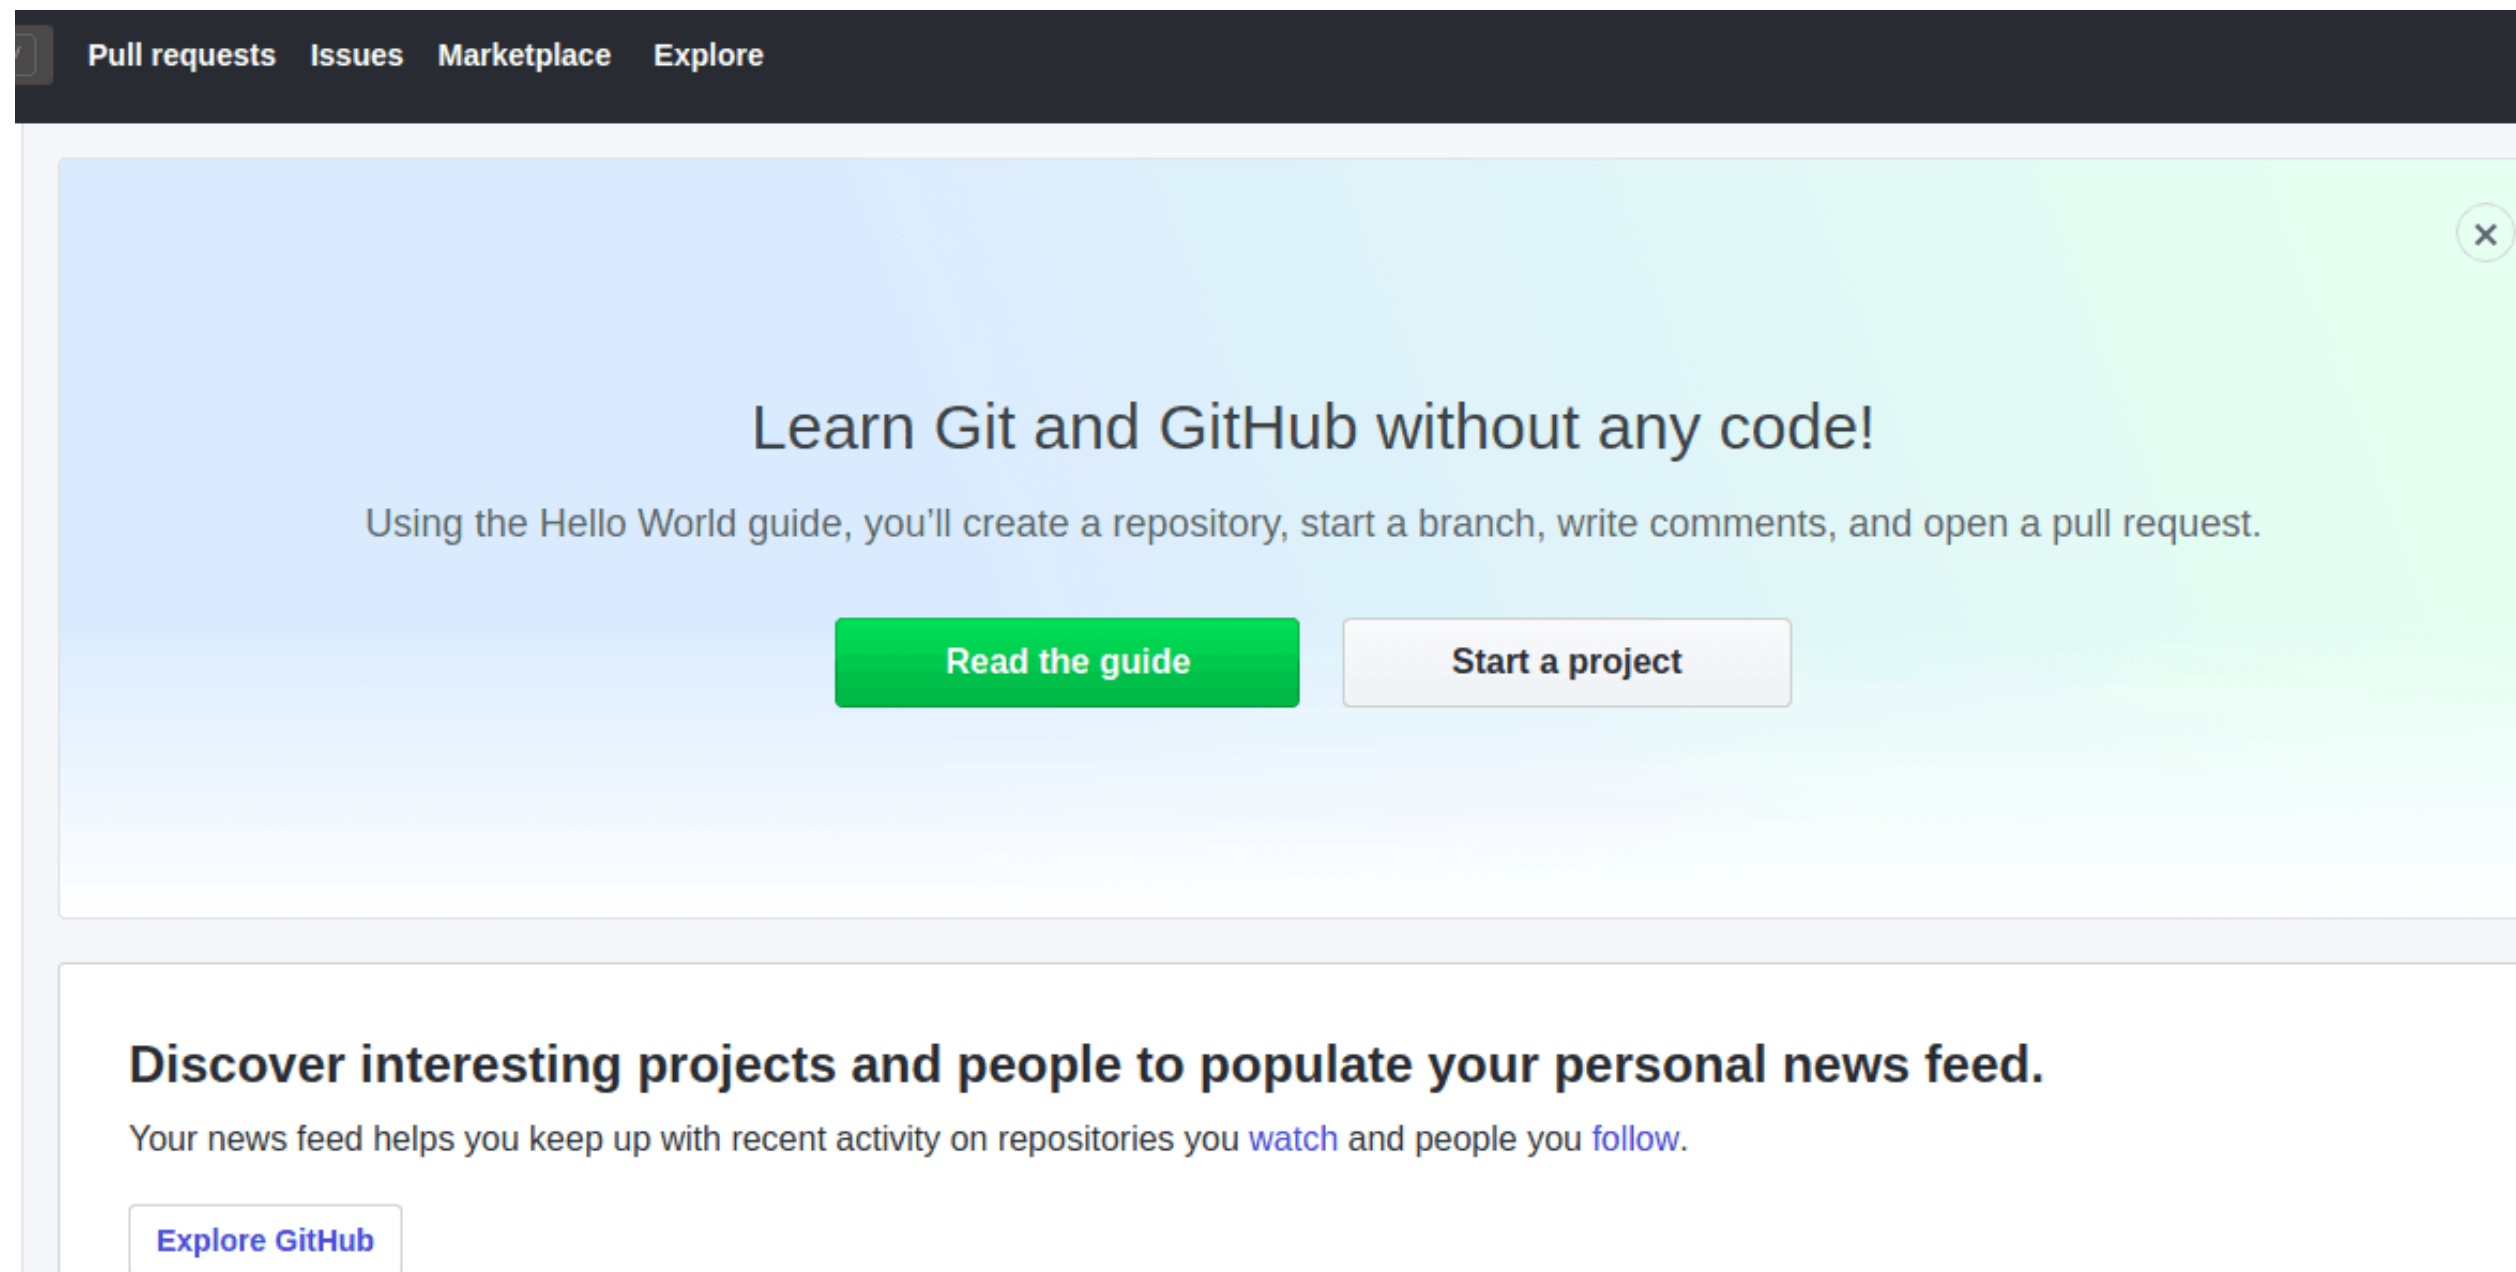 Pull requests Issues Marketplace Explore
Learn Git and GitHub without any code!
Using the Hello World guide, you’ll create a repository, start a branch, write comments, and open a pull request.
Read the guide Start a project
Discover interesting projects and people to populate your personal news feed.
Your news feed helps you keep up with recent activity on repositories you watch and people you follow.
Explore GitHub